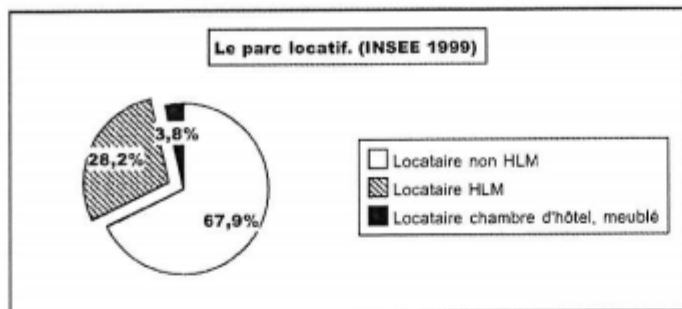 Le parc locatif. (INSEE 1999)
3,8%
28,2%
67,9%
Locataire non HLM
Locataire HLM
Locataire chambre d'hôtel, meublé